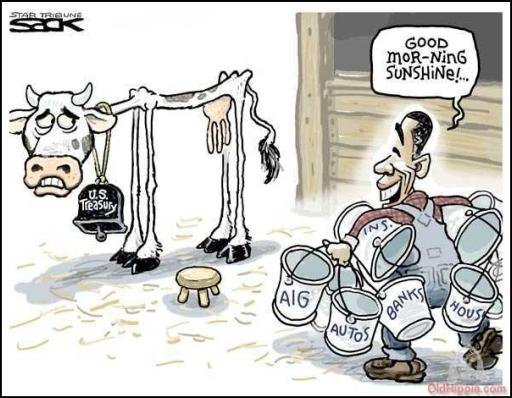 STAR TRIBUNE
SACK
GOOD
MOR-NING
SUNSHINE!...
U.S.
Treasury
INS.
AIG
AUTOS
BANKS
HOUS
OldHippie.com